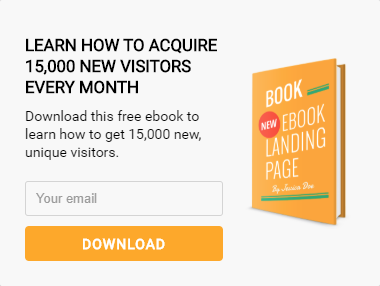 LEARN HOW TO ACQUIRE
15,000 NEW VISITORS
EVERY MONTH
Download this free ebook to
learn how to get 15,000 new,
unique visitors.
Your email
DOWNLOAD
BOOK
NEW
EBOOK
LANDING
PAGE
By Jessica Doe